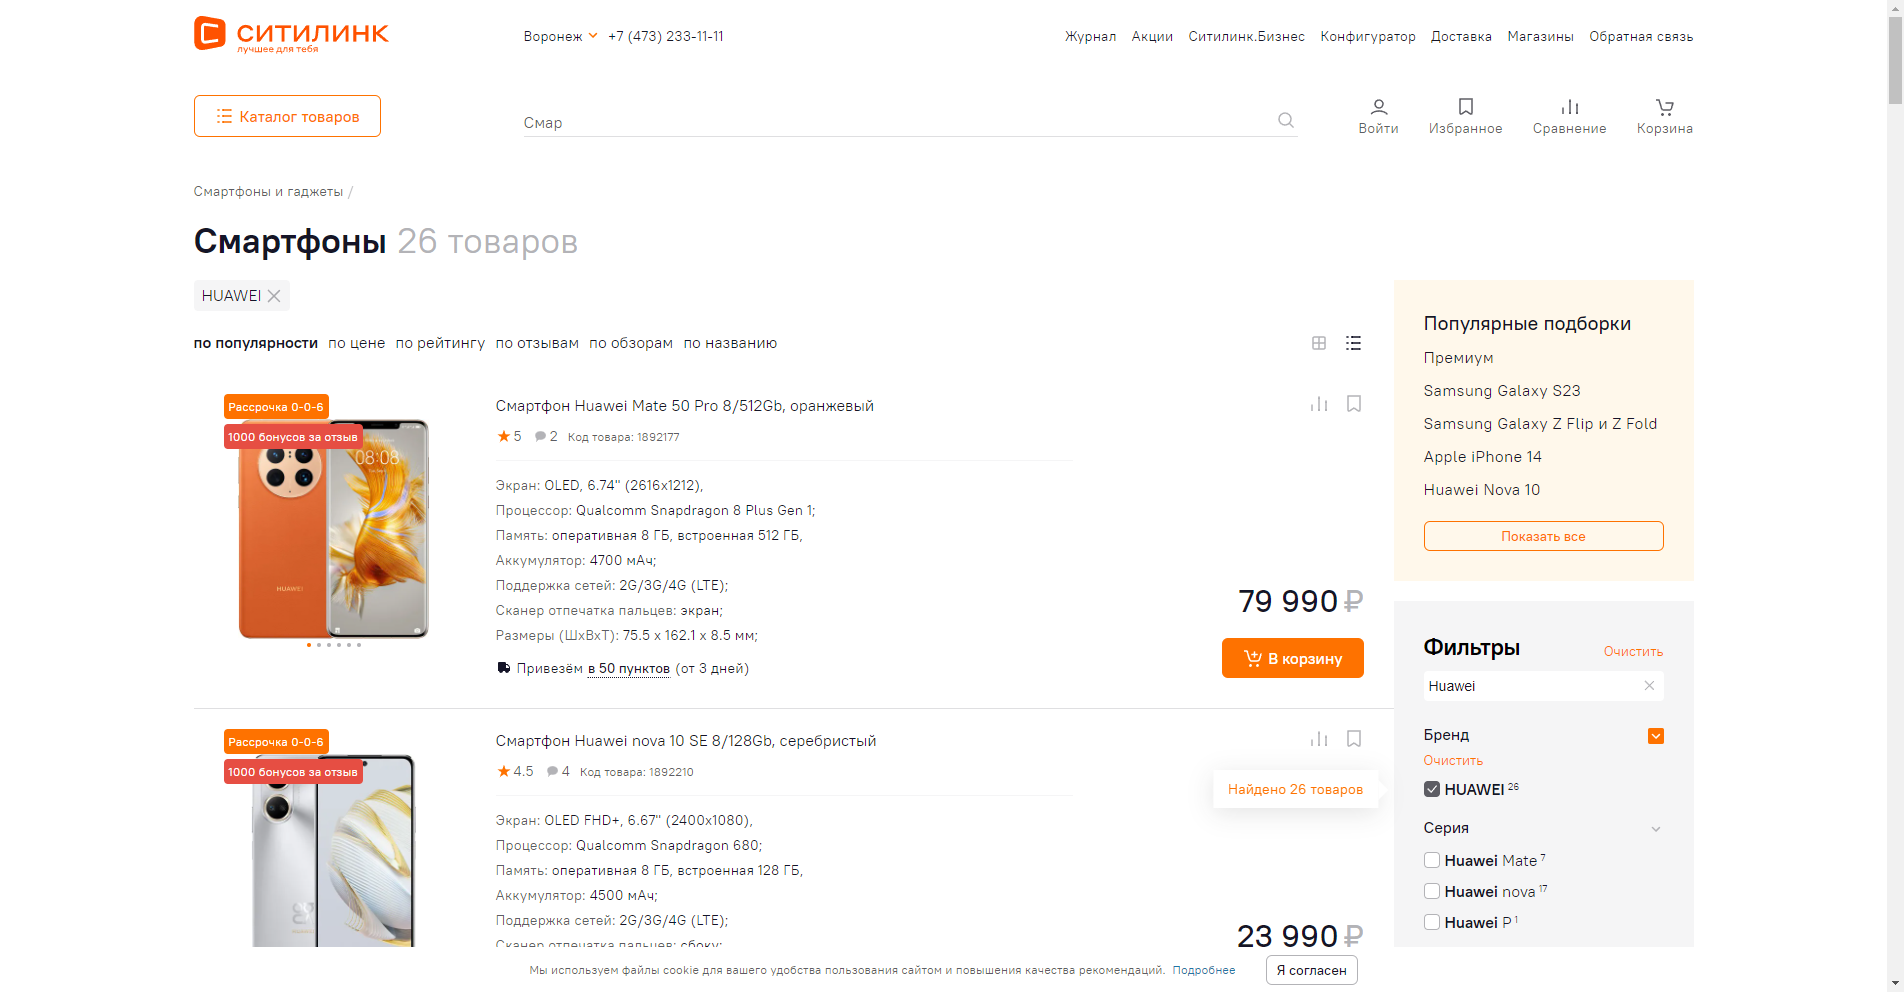 СИТИЛИНК
лучшее для тебя
Воронеж +7 (473) 233-11-11
Журнал Акции Ситилинк.Бизнес Конфигуратор Доставка Магазины Обратная связь
Каталог товаров
Смар
Войти Избранное Сравнение Корзина
Смартфоны и гаджеты /
Смартфоны 26 товаров
HUAWEI
по популярности по цене по рейтингу по отзывам по обзорам по названию
Рассрочка 0-0-6
1000 бонусов за отзыв
08:08
HUAWEI
Смартфон Huawei Mate 50 Pro 8/512Gb, оранжевый
5 2 Код товара: 1892177
Экран: OLED, 6.74" (2616x1212),
Процессор: Qualcomm Snapdragon 8 Plus Gen 1;
Память: оперативная 8 ГБ, встроенная 512 ГБ,
Аккумулятор: 4700 мАч;
Поддержка сетей: 2G/3G/4G (LTE);
Сканер отпечатка пальцев: экран;
Размеры (ШхВхТ): 75.5 x 162.1 x 8.5 мм;
Привезём в 50 пунктов (от 3 дней)
79 990 ₽
В корзину
Рассрочка 0-0-6
1000 бонусов за отзыв
Смартфон Huawei nova 10 SE 8/128Gb, серебристый
4.5 4 Код товара: 1892210
Экран: OLED FHD+, 6.67" (2400x1080),
Процессор: Qualcomm Snapdragon 680;
Память: оперативная 8 ГБ, встроенная 128 ГБ,
Аккумулятор: 4500 мАч;
Поддержка сетей: 2G/3G/4G (LTE);
Сканер отпечатка пальцев: сбоку;
23 990 ₽
Найдено 26 товаров
Популярные подборки
Премиум
Samsung Galaxy S23
Samsung Galaxy Z Flip и Z Fold
Apple iPhone 14
Huawei Nova 10
Показать все
Фильтры Очистить
Huawei
Бренд
Очистить
HUAWEI 26
Серия
Huawei Mate 7
Huawei nova 17
Huawei P 1
Мы используем файлы cookie для вашего удобства пользования сайтом и повышения качества рекомендаций. Подробнее
Я согласен